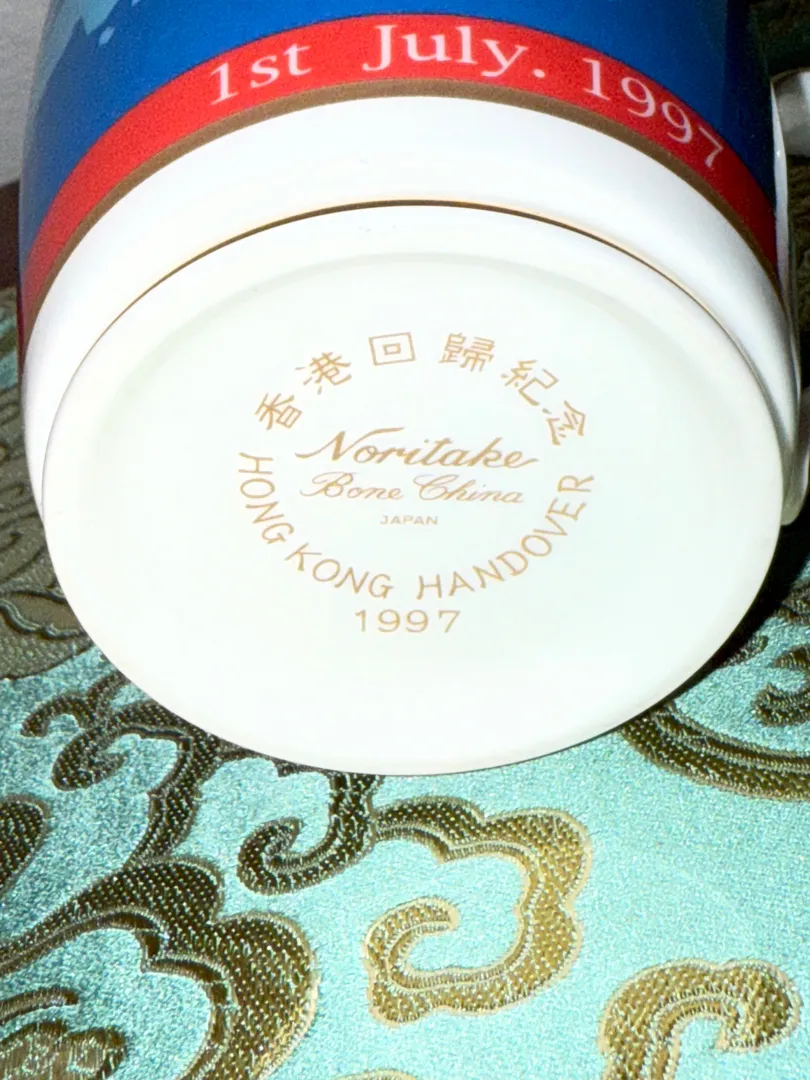 1st July. 1997
香港回歸紀念
Noritake
Bone China
JAPAN
HONG KONG HANDOVER
1997